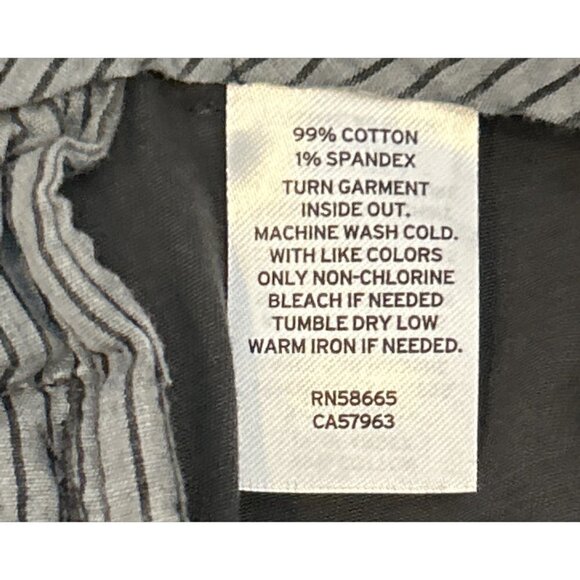 99% COTTON
1% SPANDEX
TURN GARMENT
INSIDE OUT.
MACHINE WASH COLD.
WITH LIKE COLORS
ONLY NON-CHLORINE
BLEACH IF NEEDED
TUMBLE DRY LOW
WARM IRON IF NEEDED.
RN58665
CA57963